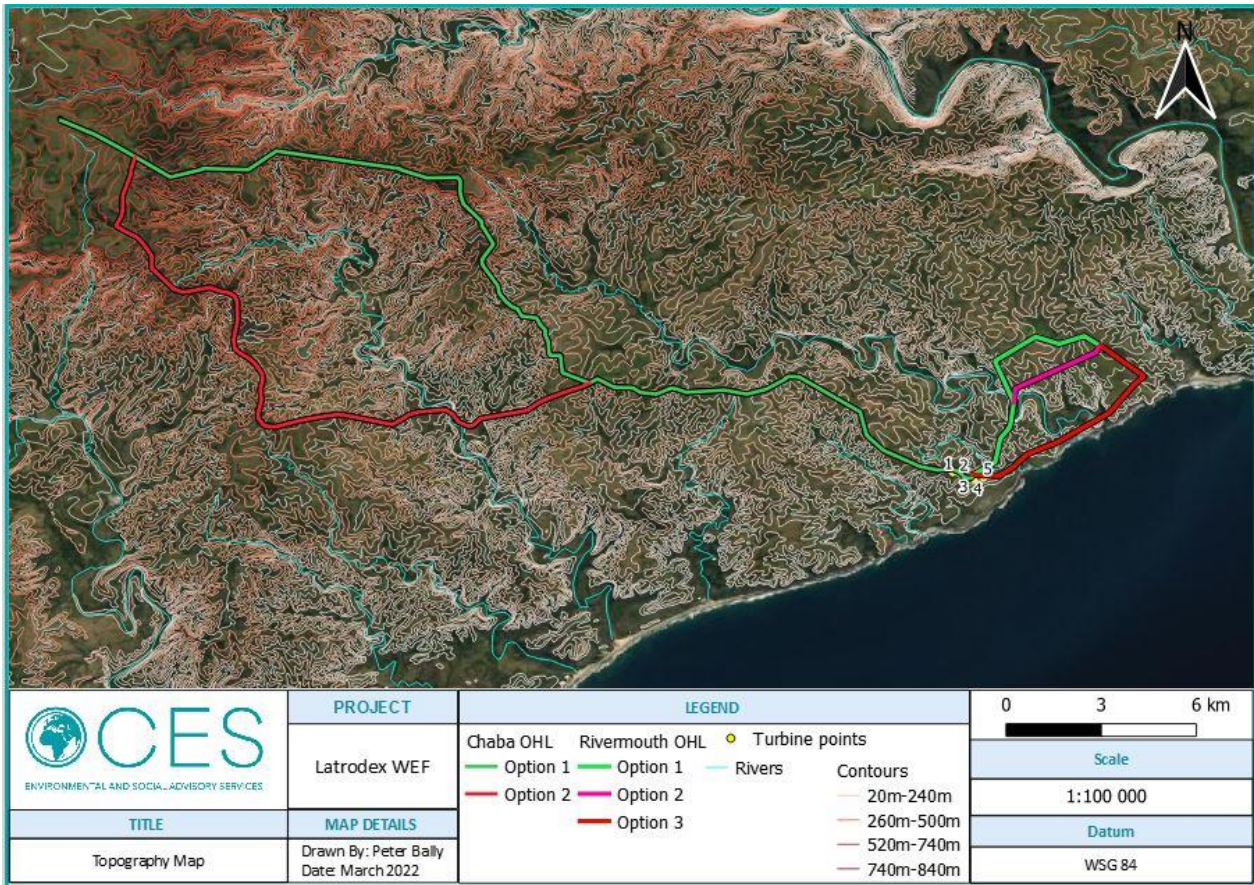 N
1 2 5
3 4
CES
ENVIRONMENTAL AND SOCIAL ADVISORY SERVICES
TITLE
Topography Map
PROJECT
Latrodex WEF
MAP DETAILS
Drawn By: Peter Bally
Date: March 2022
LEGEND
Chaba OHL
Option 1
Option 2
Rivermouth OHL
Option 1
Option 2
Option 3
Turbine points
Rivers
Contours
20m-240m
260m-500m
520m-740m
740m-840m
0 3 6 km
Scale
1:100 000
Datum
WSG 84